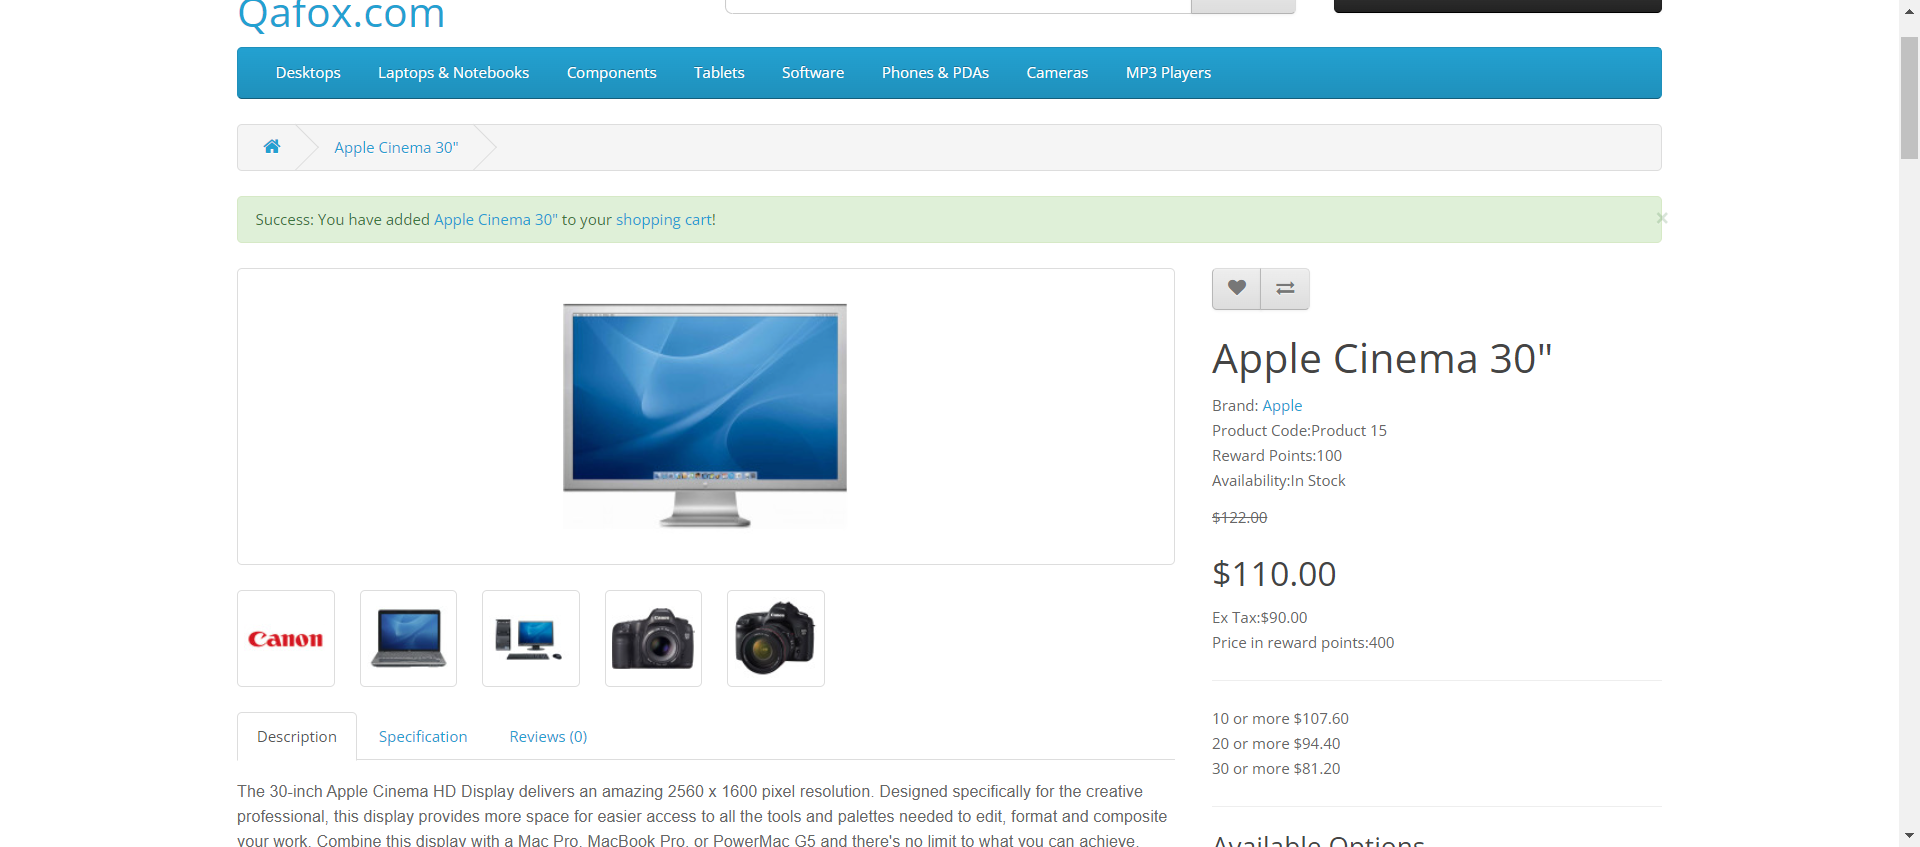 Qafox.com
Desktops Laptops & Notebooks Components Tablets Software Phones & PDAs Cameras MP3 Players
Apple Cinema 30"
Success: You have added Apple Cinema 30" to your shopping cart!
×
Apple Cinema 30"
Brand: Apple
Product Code:Product 15
Reward Points:100
Availability:In Stock
$122.00
$110.00
Ex Tax:$90.00
Price in reward points:400
10 or more $107.60
20 or more $94.40
30 or more $81.20
Available Options
Canon
Description Specification Reviews (0)
The 30-inch Apple Cinema HD Display delivers an amazing 2560 x 1600 pixel resolution. Designed specifically for the creative
professional, this display provides more space for easier access to all the tools and palettes needed to edit, format and composite
your work. Combine this display with a Mac Pro, MacBook Pro, or PowerMac G5 and there's no limit to what you can achieve.